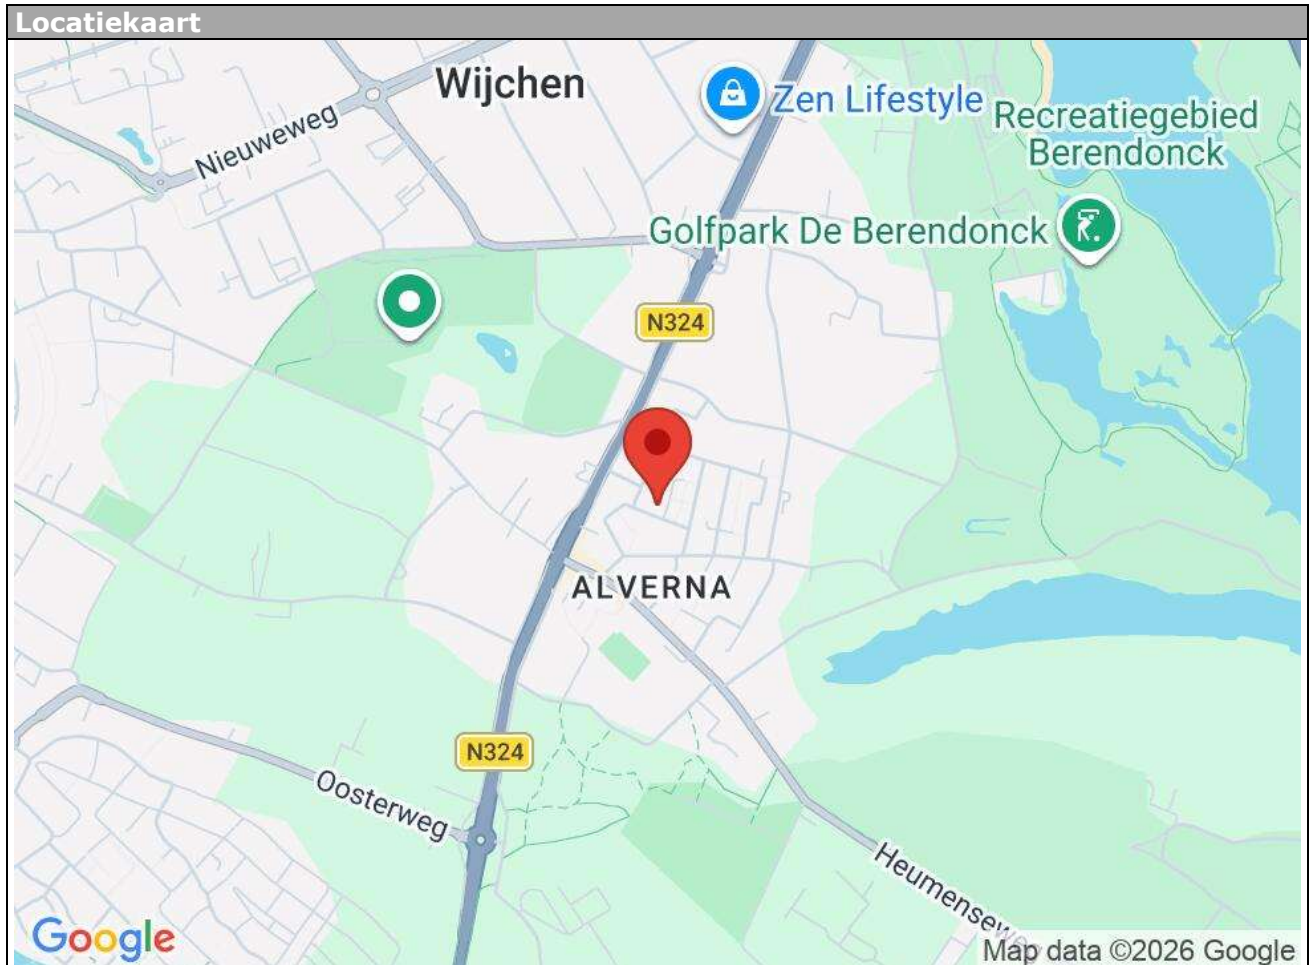 Locatiekaart
Wijchen
Zen Lifestyle
Recreatiegebied
Berendonck
Nieuweweg
Golfpark De Berendonck
N324
ALVERNA
N324
Oosterweg
Heumenseweg
Google
Map data ©2026 Google